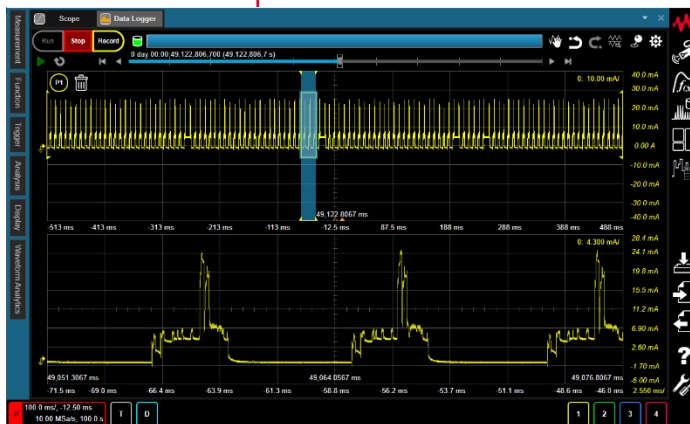 Scope
Data Logger
Run
Stop
Record
0 day 00:00:49.122,806,700 (49.122,806.7 s)
Measurement
Function
Trigger
Analysis
Display
Waveform Analytics
P1
0: 10.00 mA/
40.0 mA
30.0 mA
20.0 mA
10.0 mA
0.00 A
-10.0 mA
-20.0 mA
-30.0 mA
-40.0 mA
49,122.8067 ms
-513 ms
-413 ms
-313 ms
-213 ms
-113 ms
-12.5 ms
87.5 ms
188 ms
288 ms
388 ms
488 ms
0: 4.300 mA/
28.4 mA
24.1 mA
19.8 mA
15.5 mA
11.2 mA
6.90 mA
2.60 mA
-1.70 mA
-6.00 mA
49,051.3067 ms
49,064.0567 ms
49,076.8067 ms
-71.5 ms
-69.0 ms
-66.4 ms
-63.9 ms
-61.3 ms
-58.8 ms
-56.2 ms
-53.7 ms
-51.1 ms
-48.6 ms
-46.0 ms
2.550 ms/
H
100.0 ms/, -12.50 ms
10.00 MSa/s, 100.0 s
T
D
1
2
3
4